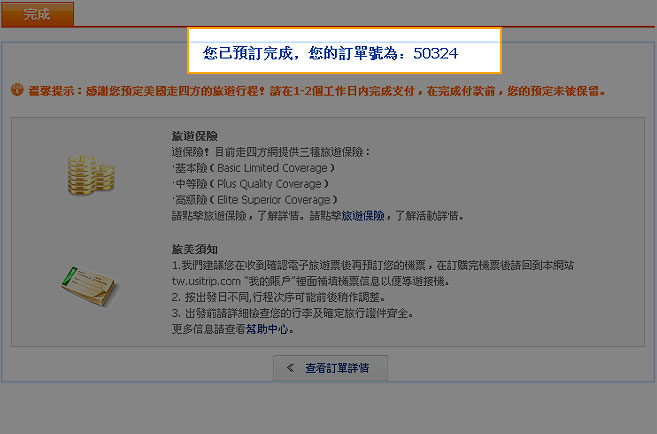 完成
您已預訂完成，您的訂單號為：50324
溫馨提示：感謝您預定美國走四方的旅遊行程！請在1-2個工作日內完成支付，在完成付款前，您的預定未被保留。
旅遊保險
遊保險！目前走四方網提供三種旅遊保險：
·基本險（Basic Limited Coverage）
·中等險（Plus Quality Coverage）
·高級險（Elite Superior Coverage）
請點擊旅遊保險，了解詳情。請點擊旅遊保險，了解活動詳情。
旅美須知
1.我們建議您在收到確認電子旅遊票後再預訂您的機票，在訂購完機票後請回到本網站
tw.usitrip.com "我的賬戶"裡面補填機票信息以便導遊接機。
2. 按出發日不同,行程次序可能前後稍作調整。
3. 出發前請詳細檢查您的行李及確定旅行證件齊全。
更多信息請查看幫助中心。
《 查看訂單詳情